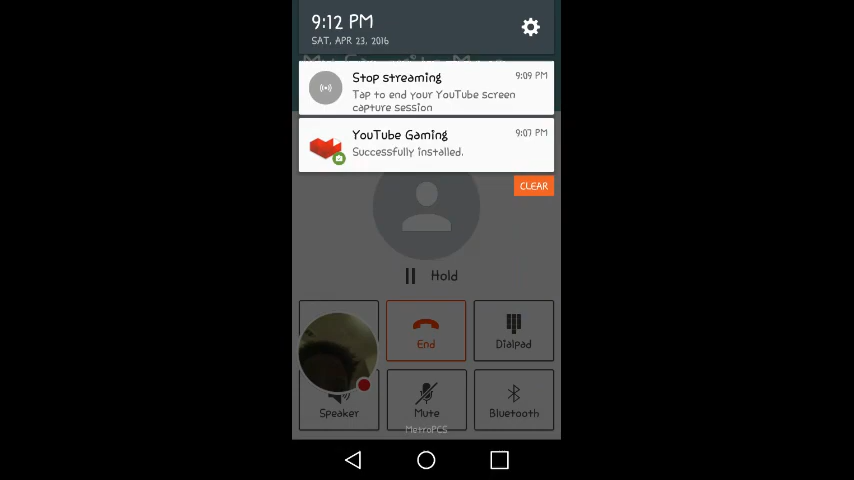 9:12 PM
SAT, APR 23, 2016
Stop streaming
9:09 PM
Tap to end your YouTube screen
capture session
YouTube Gaming
9:07 PM
Successfully installed.
CLEAR
Hold
End
Dialpad
Speaker
Mute
Bluetooth
MetroPCS